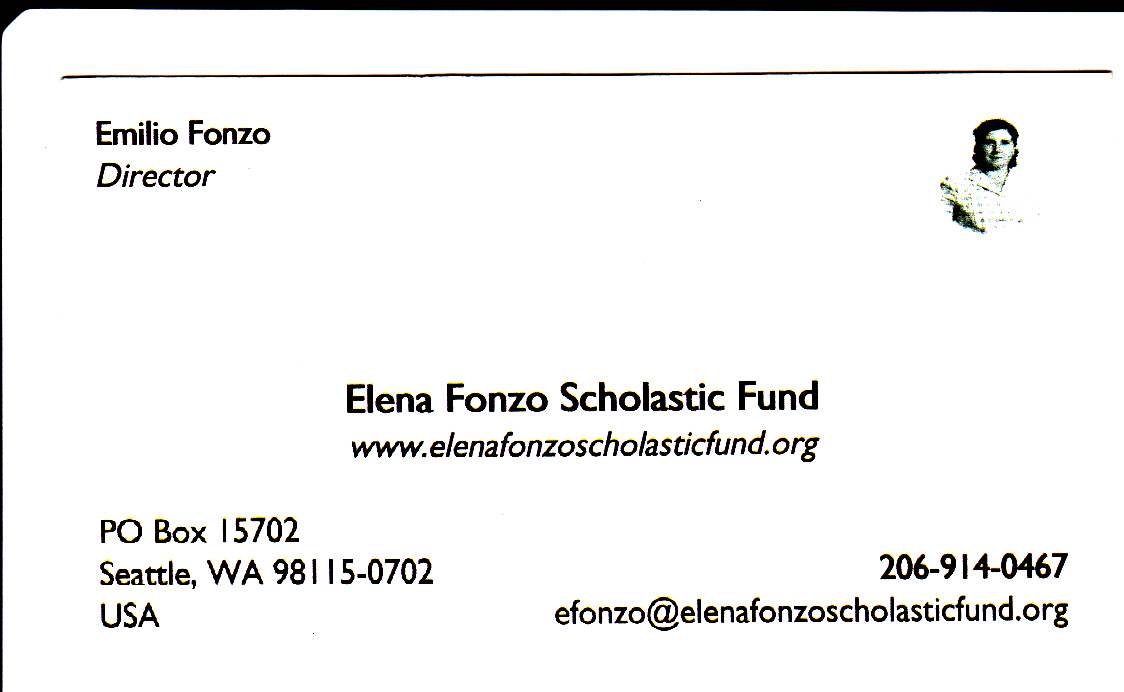 Emilio Fonzo
Director
Elena Fonzo Scholastic Fund
www.elenafonzoscholasticfund.org
PO Box 15702
Seattle, WA 98115-0702
USA
206-914-0467
efonzo@elenafonzoscholasticfund.org